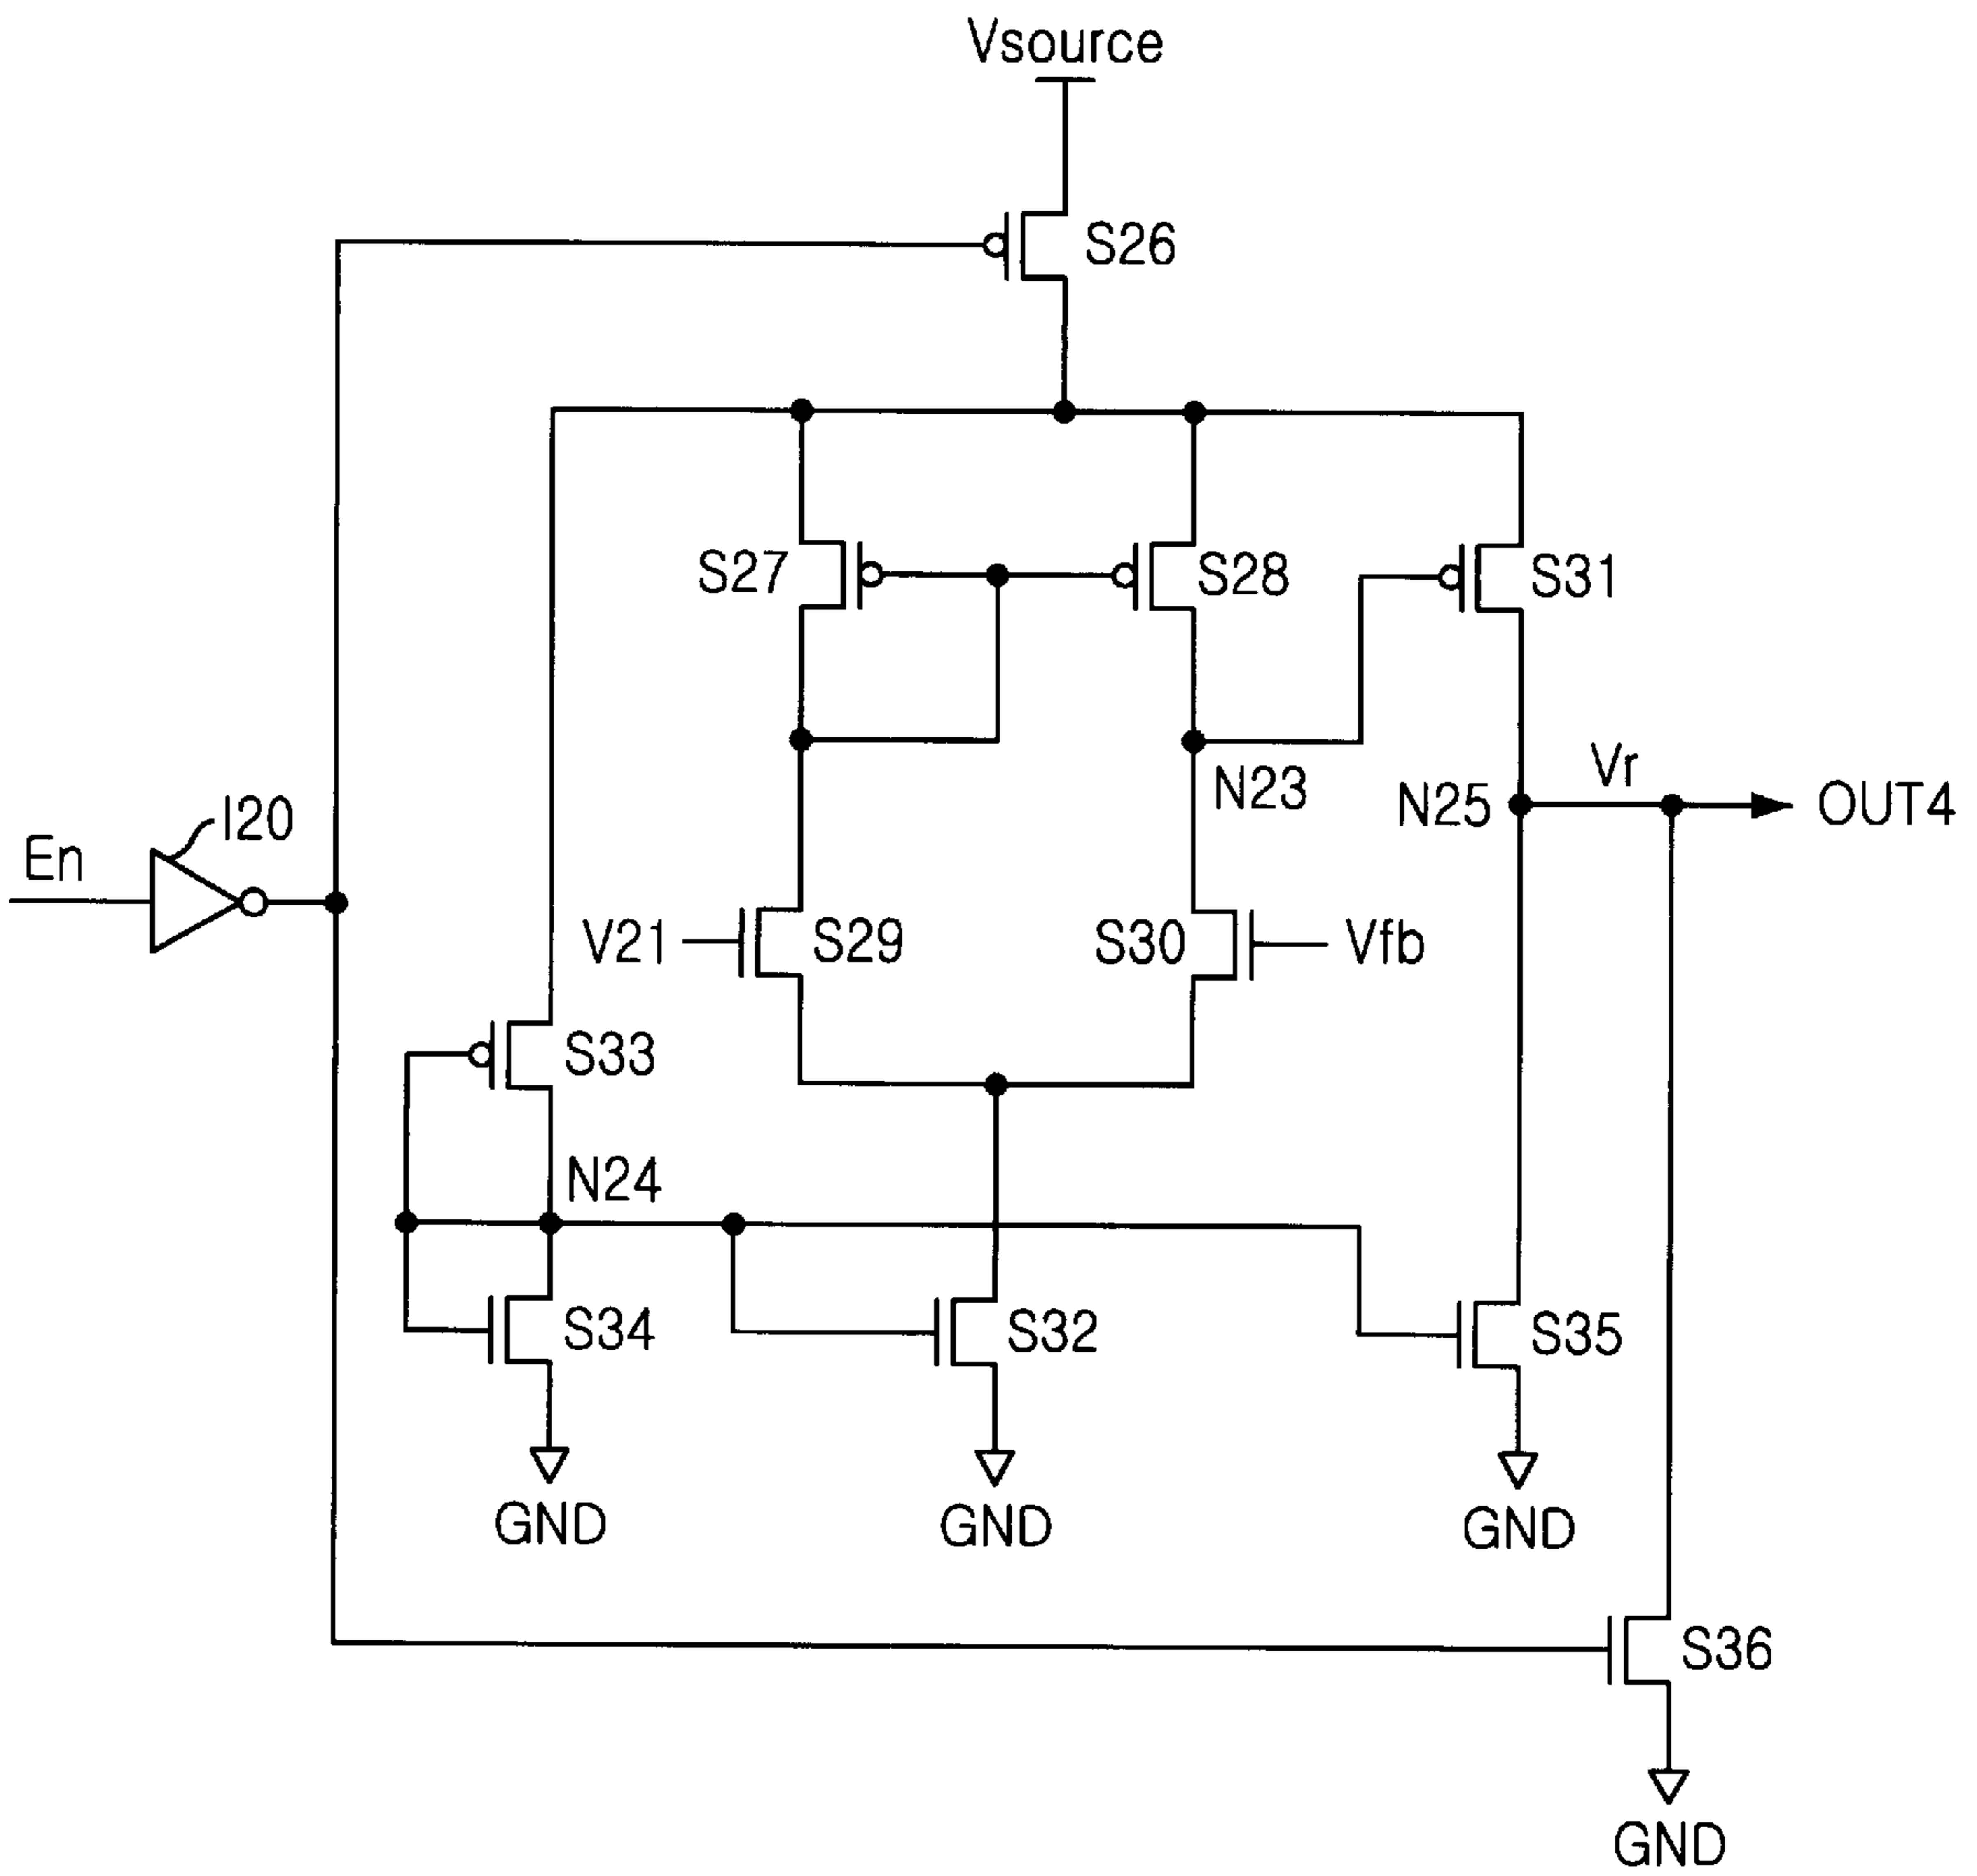 Vsource
S26
S27
S28
S31
N23
N25
Vr
OUT4
I20
En
V21
S29
S30
Vfb
S33
N24
S34
S32
S35
GND
GND
GND
S36
GND